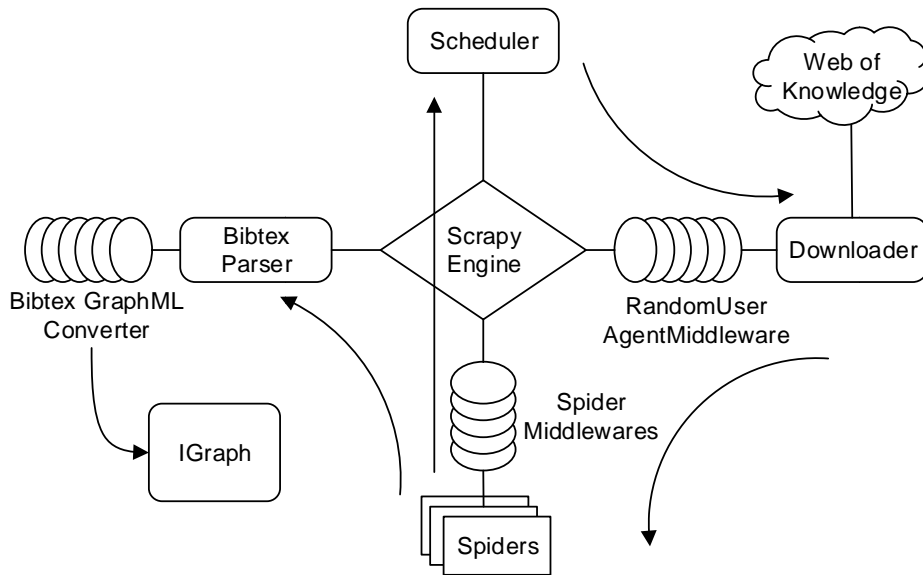 Scheduler
Web of
Knowledge
Bibtex
Parser
Scrapy
Engine
Downloader
Bibtex GraphML
Converter
RandomUser
AgentMiddleware
Spider
Middlewares
IGraph
Spiders